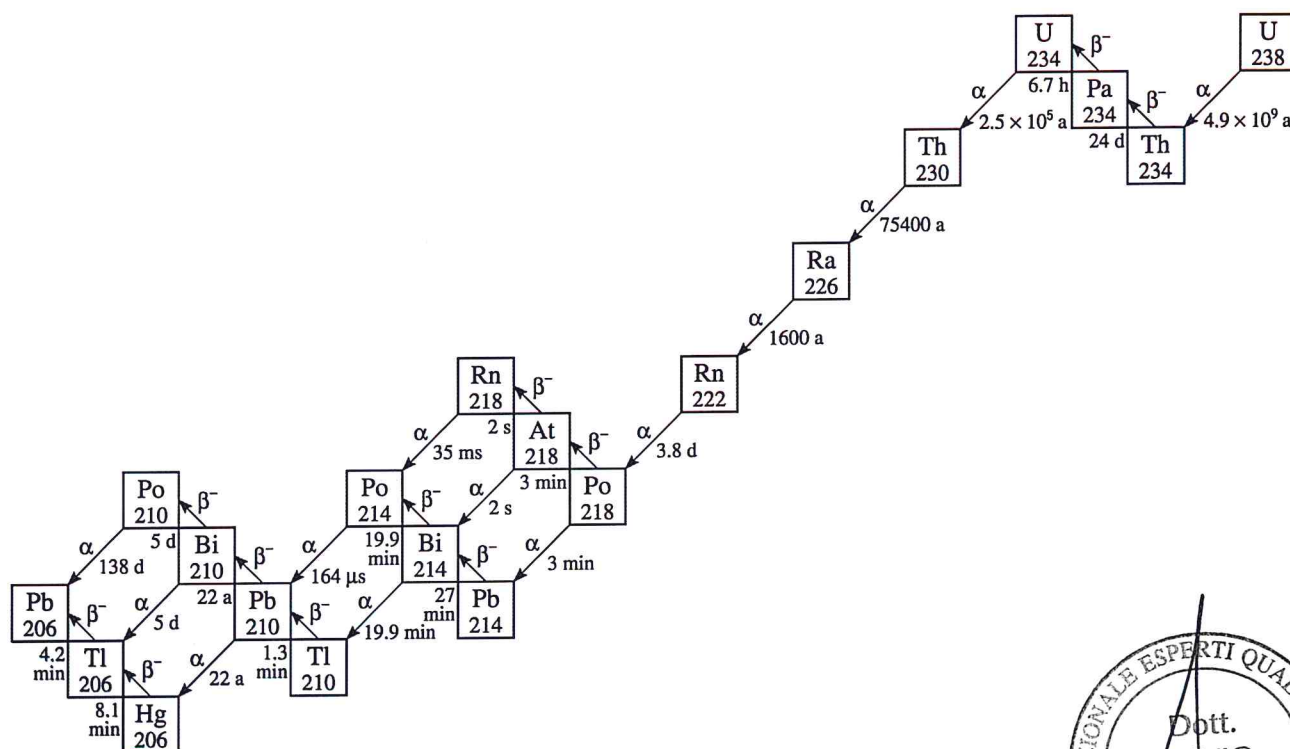 U
234
β⁻
U
238
6.7 h
Pa
234
β⁻
α
2.5 × 10⁵ a
α
4.9 × 10⁹ a
24 d
Th
234
Th
230
α
75400 a
Ra
226
α
1600 a
Rn
222
Rn
218
β⁻
2 s
At
218
β⁻
α
35 ms
α
3.8 d
3 min
Po
218
Po
214
β⁻
α
2 s
19.9
min
Bi
214
β⁻
α
3 min
27
min
Pb
214
Po
210
β⁻
5 d
Bi
210
β⁻
α
138 d
α
164 μs
22 a
Pb
210
β⁻
α
19.9 min
Pb
206
β⁻
α
5 d
1.3
min
Tl
210
4.2
min
Tl
206
β⁻
α
22 a
8.1
min
Hg
206
IONALE ESPERTI QUAL
Dott.